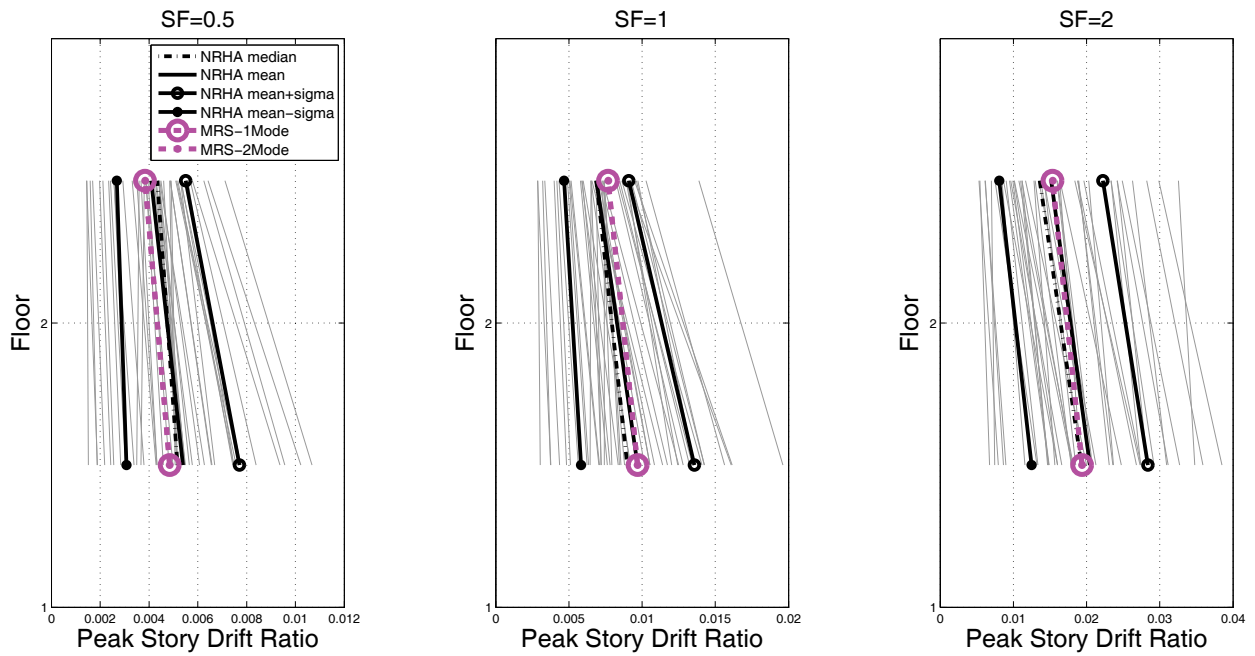 SF=0.5
NRHA median
NRHA mean
NRHA mean+sigma
NRHA mean−sigma
MRS−1Mode
MRS−2Mode
Floor
2
1
0 0.002 0.004 0.006 0.008 0.01 0.012
Peak Story Drift Ratio
SF=1
Floor
2
1
0 0.005 0.01 0.015 0.02
Peak Story Drift Ratio
SF=2
Floor
2
1
0 0.01 0.02 0.03 0.04
Peak Story Drift Ratio